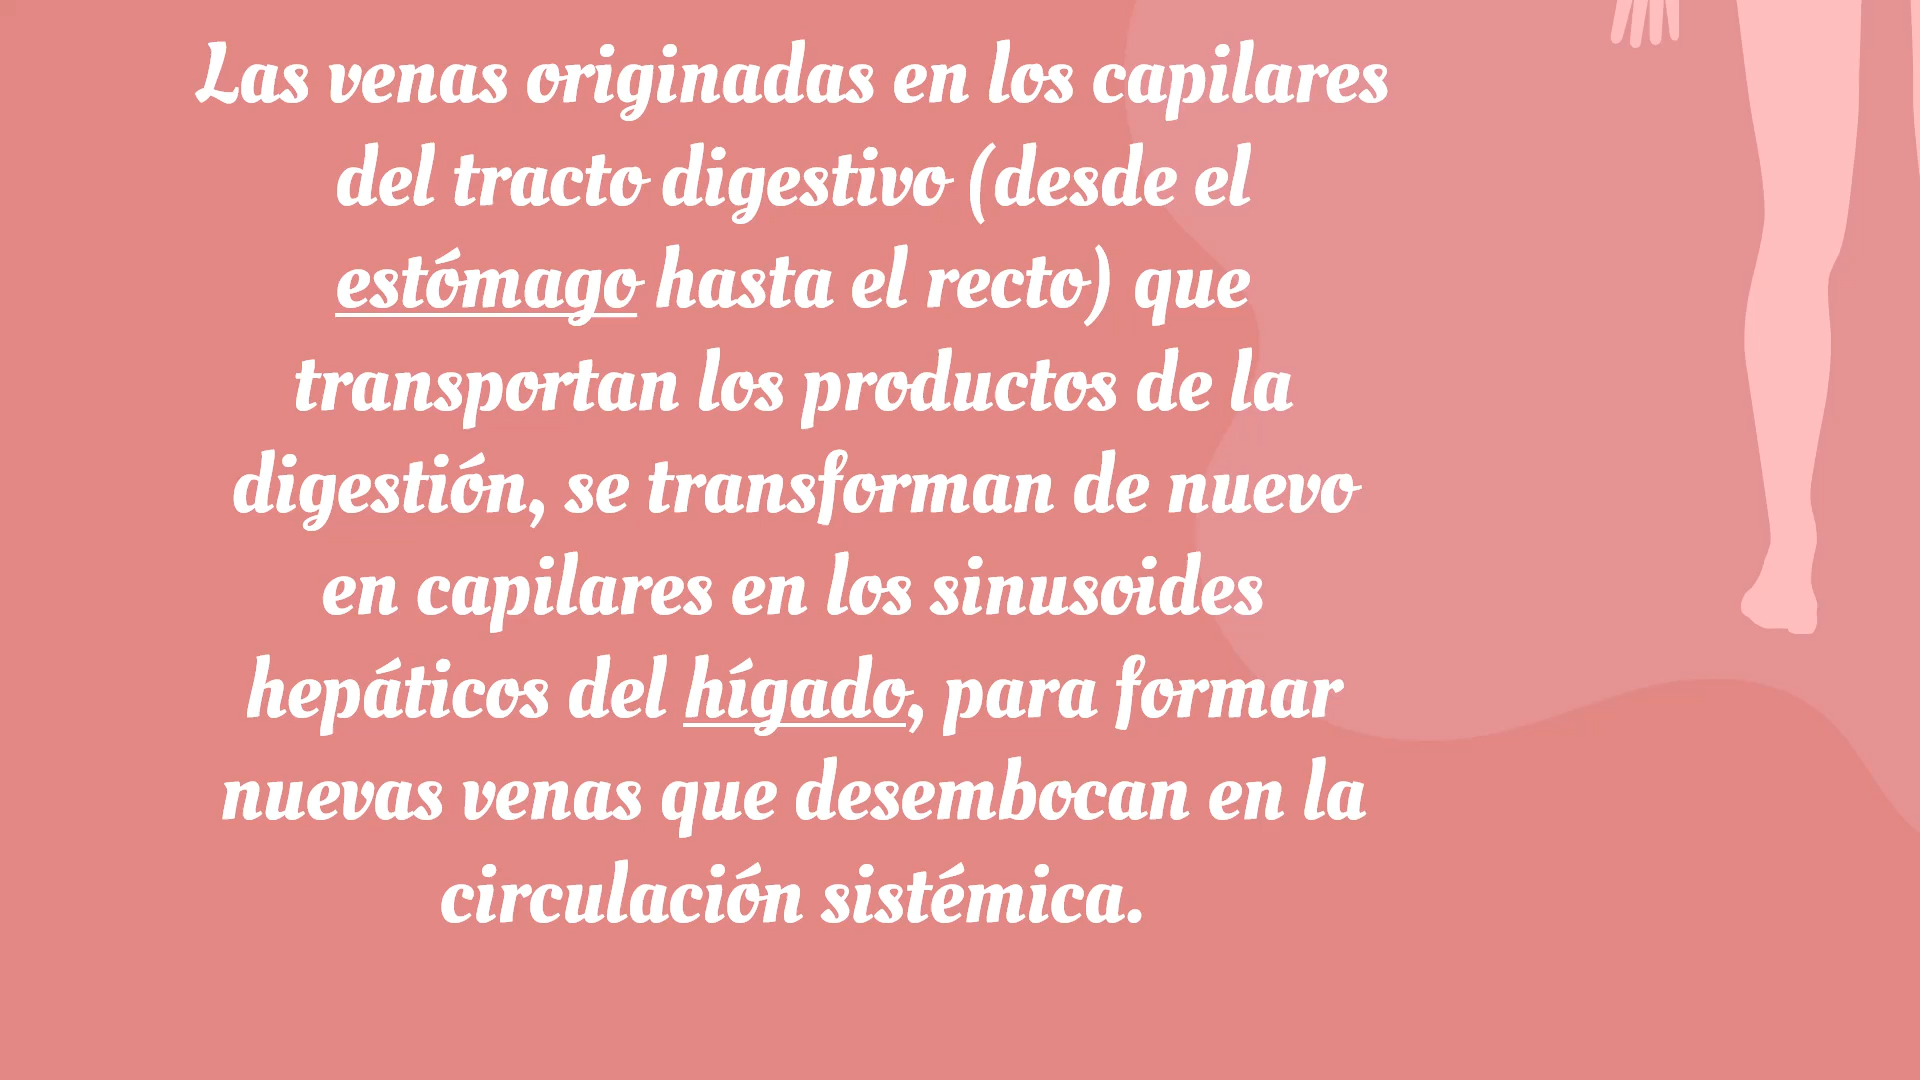 Las venas originadas en los capilares
del tracto digestivo (desde el
estómago hasta el recto) que
transportan los productos de la
digestión, se transforman de nuevo
en capilares en los sinusoides
hepáticos del hígado, para formar
nuevas venas que desembocan en la
circulación sistémica.